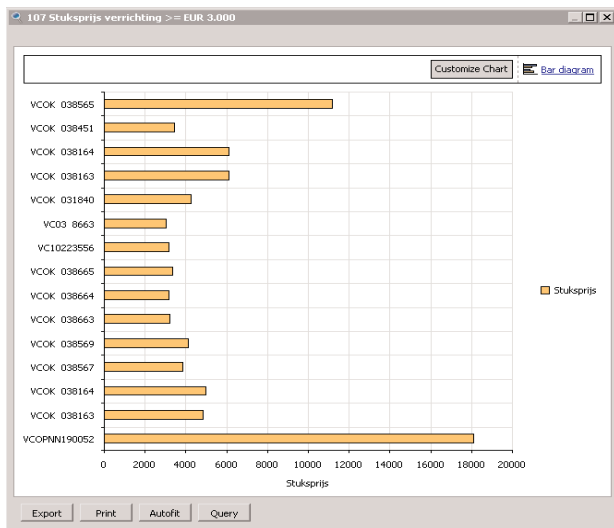 107 Stuksprijs verrichting >= EUR 3.000
Customize Chart
Bar diagram
VCOK 038565
VCOK 038451
VCOK 038164
VCOK 038163
VCOK 031840
VC03 8663
VC10223556
VCOK 038665
VCOK 038664
VCOK 038663
VCOK 038569
VCOK 038567
VCOK 038164
VCOK 038163
VCOPNN190052
Stuksprijs
0 2000 4000 6000 8000 10000 12000 14000 16000 18000 20000
Stuksprijs
Export Print Autofit Query